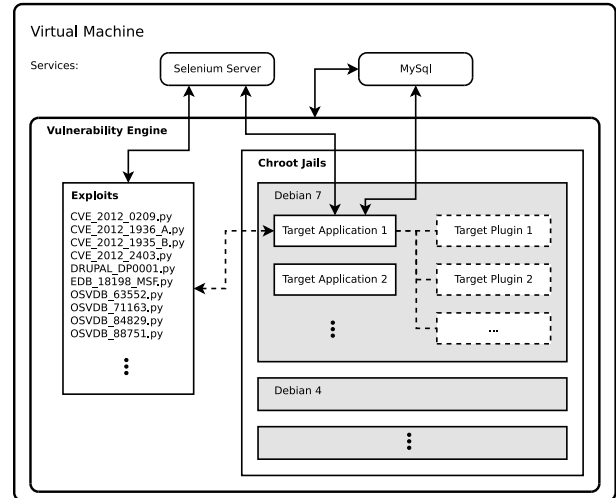 Virtual Machine
Services:
Selenium Server
MySql
Vulnerability Engine
Exploits
CVE_2012_0209.py
CVE_2012_1936_A.py
CVE_2012_1935_B.py
CVE_2012_2403.py
DRUPAL_DP0001.py
EDB_18198_MSF.py
OSVDB_63552.py
OSVDB_71163.py
OSVDB_84829.py
OSVDB_88751.py
Chroot Jails
Debian 7
Target Application 1
Target Plugin 1
Target Application 2
Target Plugin 2
...
Debian 4